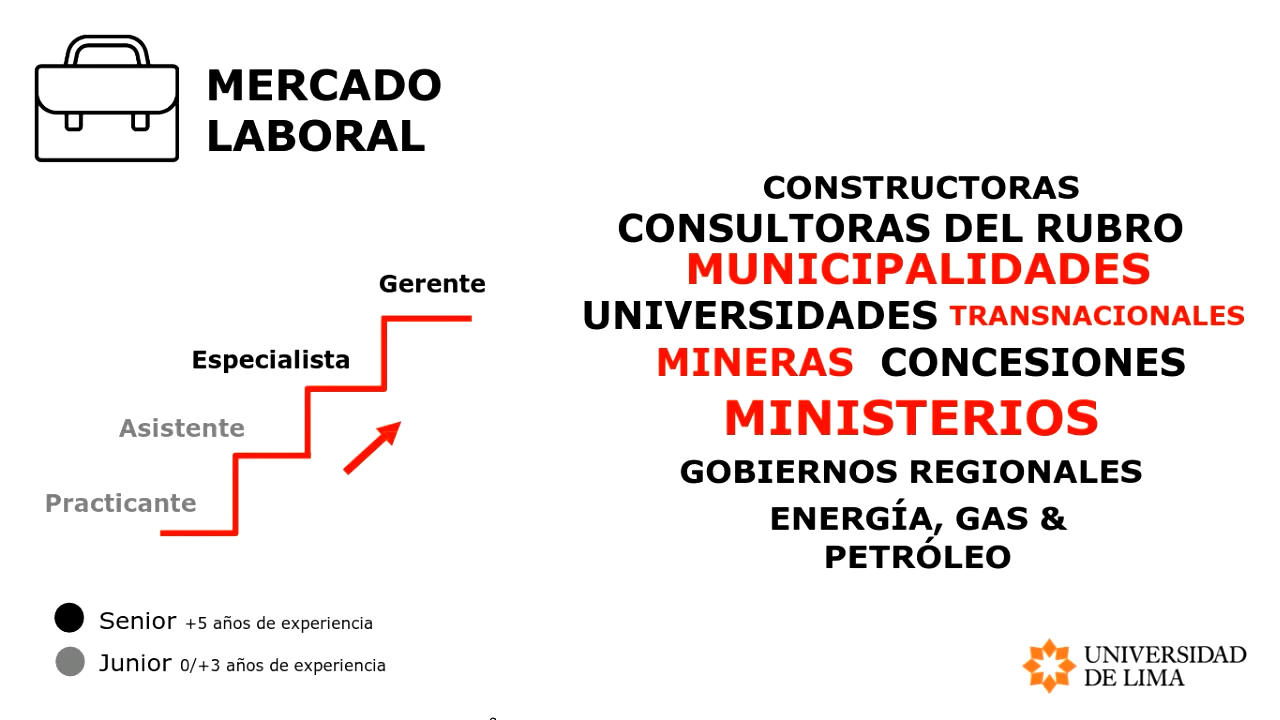 MERCADO
LABORAL
CONSTRUCTORAS
CONSULTORAS DEL RUBRO
MUNICIPALIDADES
UNIVERSIDADES TRANSNACIONALES
MINERAS CONCESIONES
MINISTERIOS
GOBIERNOS REGIONALES
ENERGÍA, GAS &
PETRÓLEO
Gerente
Especialista
Asistente
Practicante
Senior +5 años de experiencia
Junior 0/+3 años de experiencia
UNIVERSIDAD
DE LIMA